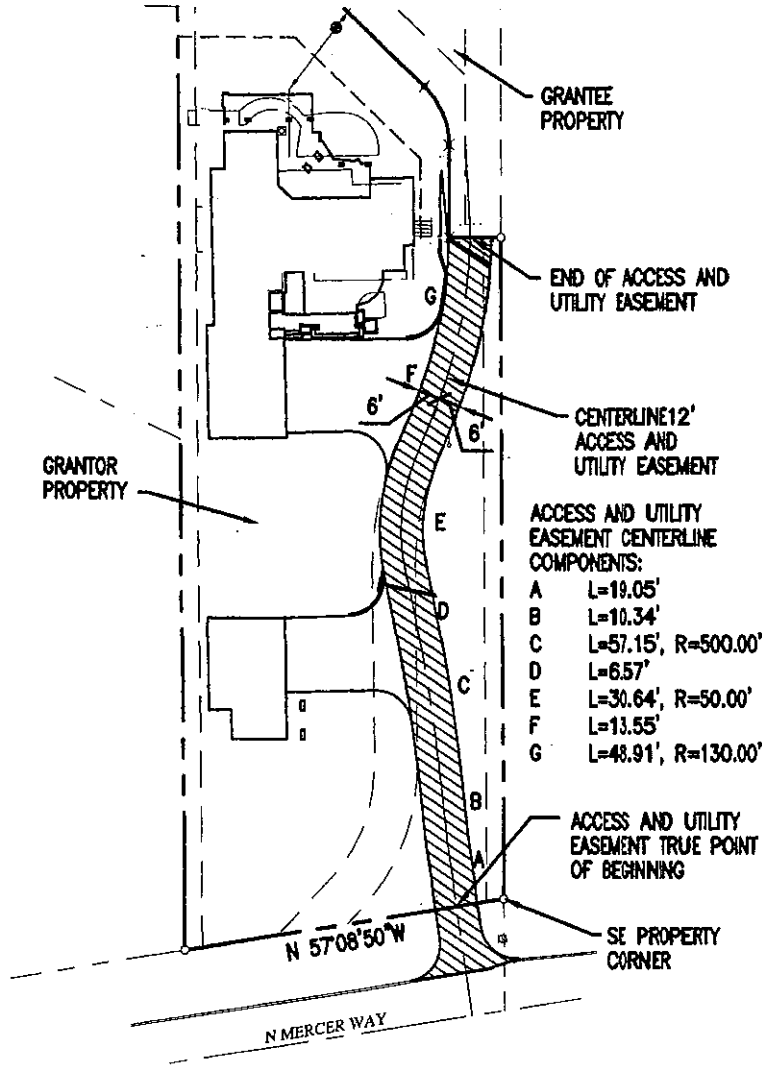 GRANTEE
PROPERTY
END OF ACCESS AND
UTILITY EASEMENT
G
F
6'
6'
CENTERLINE12'
ACCESS AND
UTILITY EASEMENT
GRANTOR
PROPERTY
E
ACCESS AND UTILITY
EASEMENT CENTERLINE
COMPONENTS:
A L=19.05'
B L=10.34'
C L=57.15', R=500.00'
D L=6.57'
E L=30.64', R=50.00'
F L=13.55'
G L=48.91', R=130.00'
D
C
B
A
ACCESS AND UTILITY
EASEMENT TRUE POINT
OF BEGINNING
N 57°08'50"W
SE PROPERTY
CORNER
N MERCER WAY